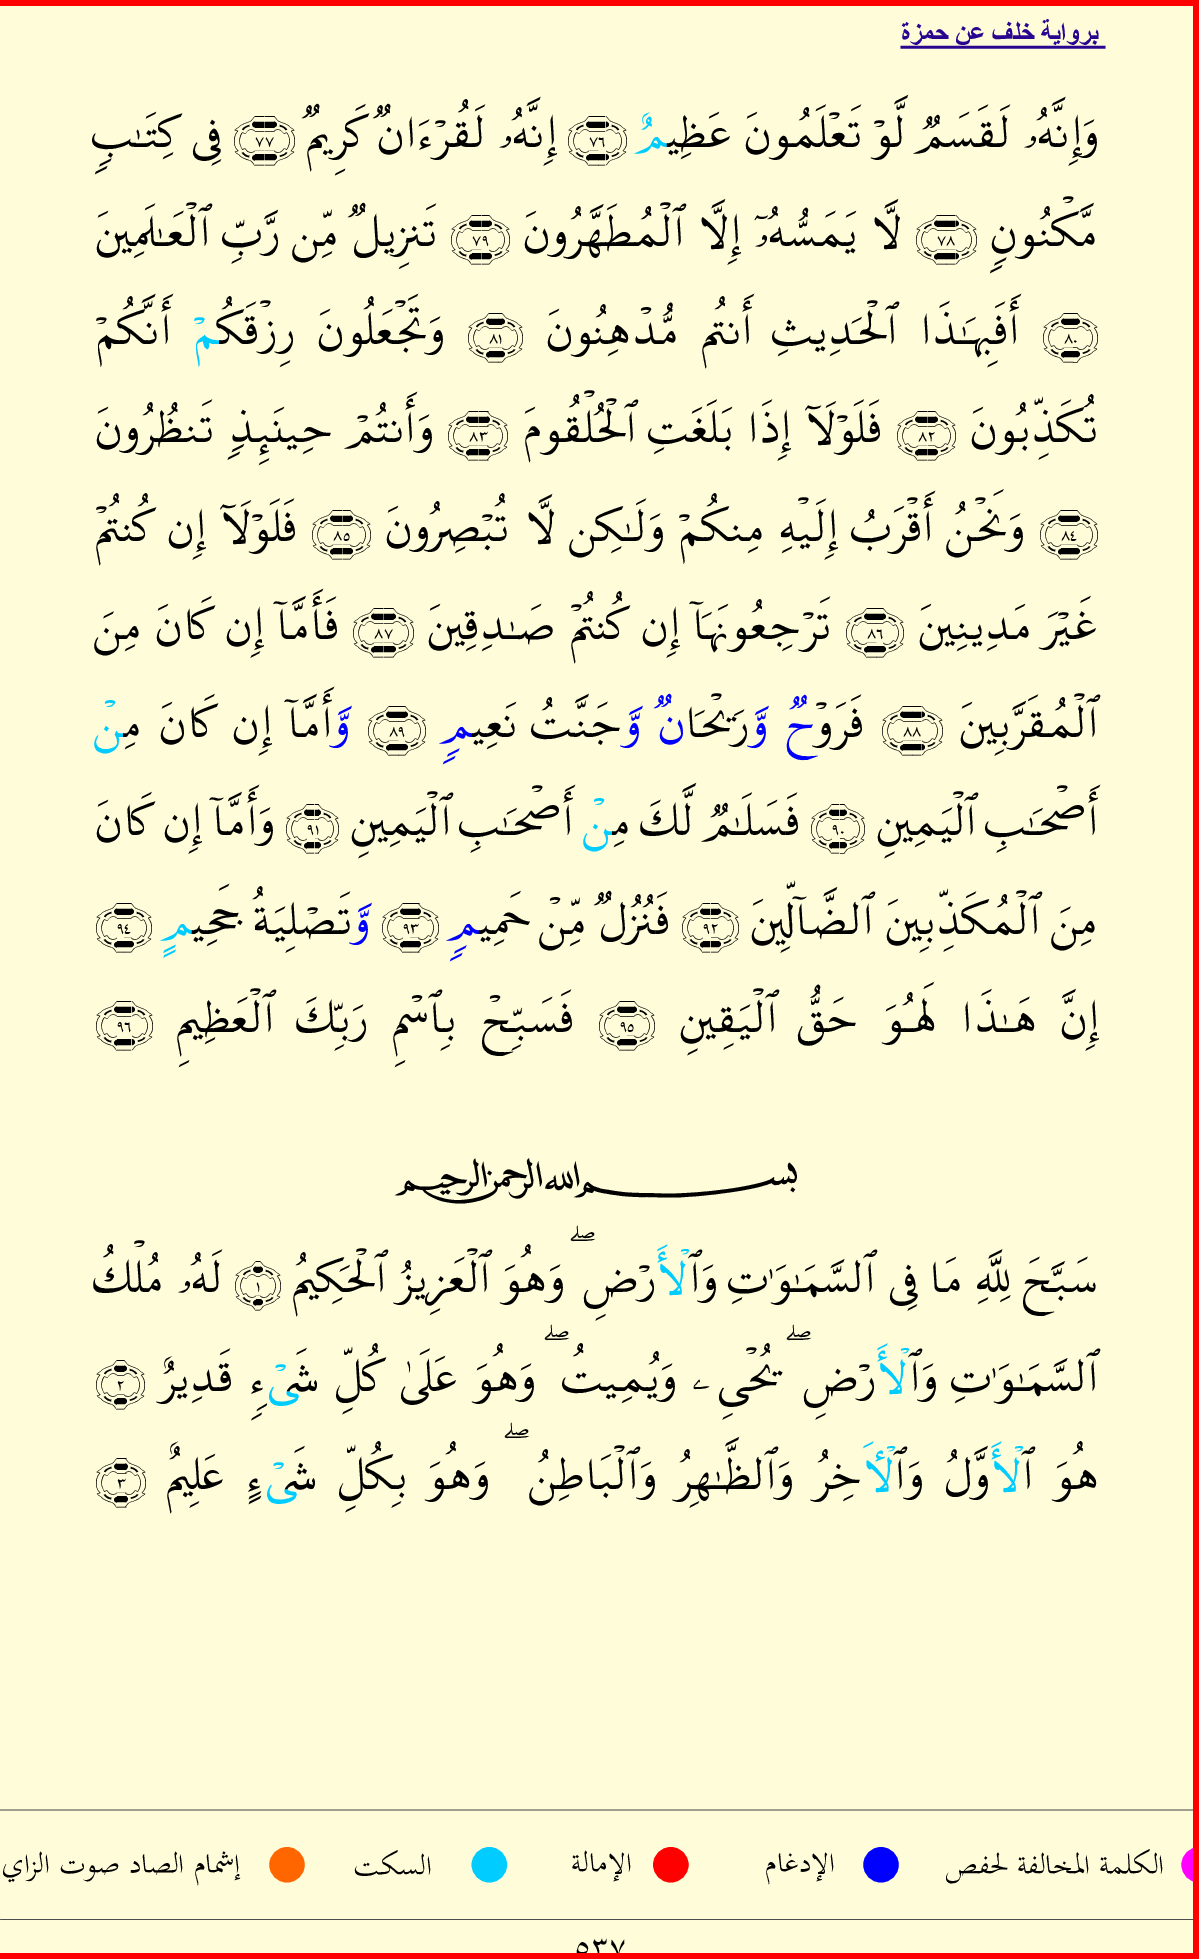 برواية خلف عن حمزة
وَإِنَّهُۥ لَقَسَمٌ لَّوْ تَعْلَمُونَ عَظِيمٌ ٧٦ إِنَّهُۥ لَقُرْءَانٌ كَرِيمٌ ٧٧ فِي كِتَٰبٍ
مَّكْنُونٍ ٧٨ لَّا يَمَسُّهُۥٓ إِلَّا ٱلْمُطَهَّرُونَ ٧٩ تَنزِيلٌ مِّن رَّبِّ ٱلْعَٰلَمِينَ
٨٠ أَفَبِهَٰذَا ٱلْحَدِيثِ أَنتُم مُّدْهِنُونَ ٨١ وَتَجْعَلُونَ رِزْقَكُمْ أَنَّكُمْ
تُكَذِّبُونَ ٨٢ فَلَوْلَآ إِذَا بَلَغَتِ ٱلْحُلْقُومَ ٨٣ وَأَنتُمْ حِينَئِذٍ تَنظُرُونَ
٨٤ وَنَحْنُ أَقْرَبُ إِلَيْهِ مِنكُمْ وَلَٰكِن لَّا تُبْصِرُونَ ٨٥ فَلَوْلَآ إِن كُنتُمْ
غَيْرَ مَدِينِينَ ٨٦ تَرْجِعُونَهَآ إِن كُنتُمْ صَٰدِقِينَ ٨٧ فَأَمَّآ إِن كَانَ مِنَ
ٱلْمُقَرَّبِينَ ٨٨ فَرَوْحٌ وَّرَيْحَانٌ وَّجَنَّتُ نَعِيمٍ ٨٩ وَّأَمَّآ إِن كَانَ مِنْ
أَصْحَٰبِ ٱلْيَمِينِ ٩٠ فَسَلَٰمٌ لَّكَ مِنْ أَصْحَٰبِ ٱلْيَمِينِ ٩١ وَأَمَّآ إِن كَانَ
مِنَ ٱلْمُكَذِّبِينَ ٱلضَّآلِّينَ ٩٢ فَنُزُلٌ مِّنْ حَمِيمٍ ٩٣ وَّتَصْلِيَةُ جَحِيمٍ ٩٤
إِنَّ هَٰذَا لَهُوَ حَقُّ ٱلْيَقِينِ ٩٥ فَسَبِّحْ بِٱسْمِ رَبِّكَ ٱلْعَظِيمِ ٩٦
بسم الله الرحمن الرحيم
سَبَّحَ لِلَّهِ مَا فِي ٱلسَّمَٰوَٰتِ وَٱلْأَرْضِۖ وَهُوَ ٱلْعَزِيزُ ٱلْحَكِيمُ ١ لَهُۥ مُلْكُ
ٱلسَّمَٰوَٰتِ وَٱلْأَرْضِۖ يُحْيِۦ وَيُمِيتُۖ وَهُوَ عَلَىٰ كُلِّ شَيْءٍ قَدِيرٌ ٢
هُوَ ٱلْأَوَّلُ وَٱلْأَخِرُ وَٱلظَّٰهِرُ وَٱلْبَاطِنُۖ وَهُوَ بِكُلِّ شَيْءٍ عَلِيمٌ ٣
الكلمة المخالفة لحفص الإدغام الإمالة السكت إشمام الصاد صوت الزاي
٥٣٧